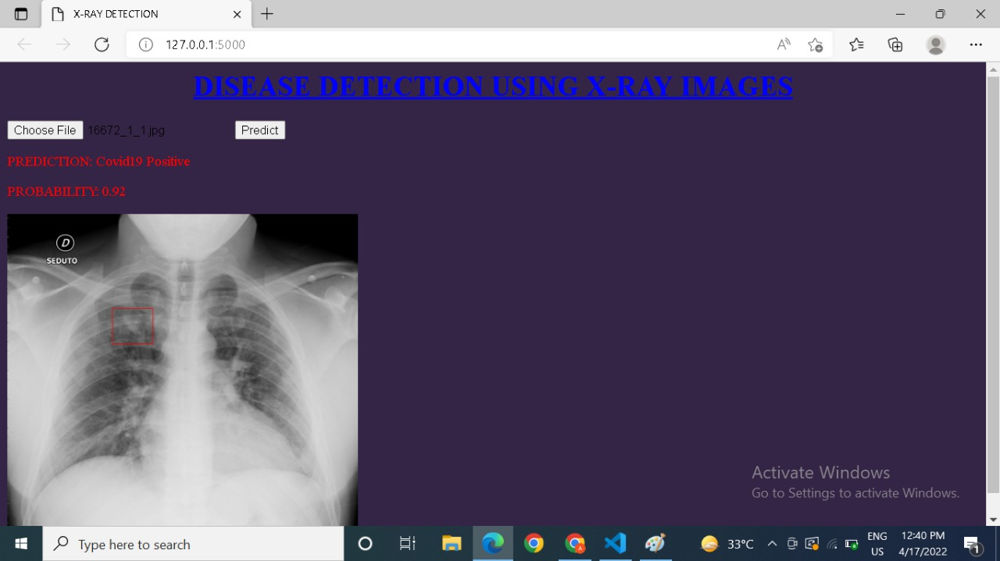 X-RAY DETECTION
127.0.0.1:5000
DISEASE DETECTION USING X-RAY IMAGES
Choose File 16672_1_1.jpg Predict
PREDICTION: Covid19 Positive
PROBABILITY: 0.92
D
SEDUTO
Activate Windows
Go to Settings to activate Windows.
Type here to search
33°C
ENG
US
12:40 PM
4/17/2022
1